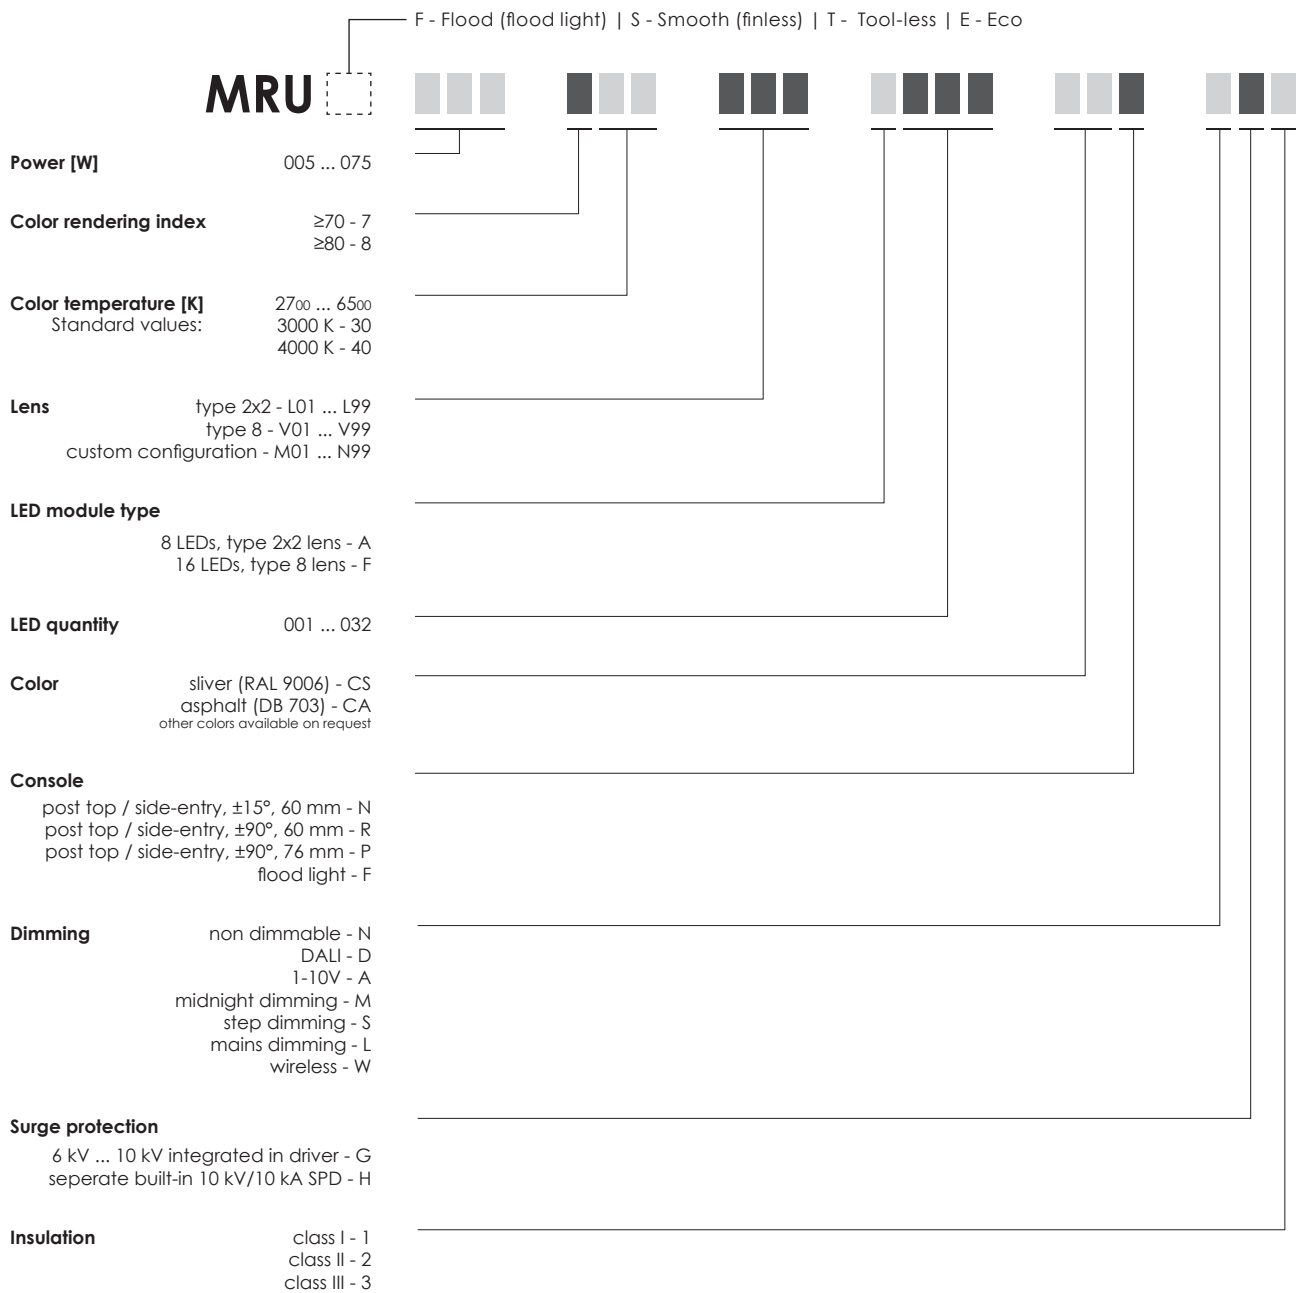 F - Flood (flood light) | S - Smooth (finless) | T - Tool-less | E - Eco
MRU
Power [W] 005 ... 075
Color rendering index ≥70 - 7
≥80 - 8
Color temperature [K] 2700 ... 6500
Standard values: 3000 K - 30
4000 K - 40
Lens type 2x2 - L01 ... L99
type 8 - V01 ... V99
custom configuration - M01 ... N99
LED module type
8 LEDs, type 2x2 lens - A
16 LEDs, type 8 lens - F
LED quantity 001 ... 032
Color sliver (RAL 9006) - CS
asphalt (DB 703) - CA
other colors available on request
Console
post top / side-entry, ±15°, 60 mm - N
post top / side-entry, ±90°, 60 mm - R
post top / side-entry, ±90°, 76 mm - P
flood light - F
Dimming non dimmable - N
DALI - D
1-10V - A
midnight dimming - M
step dimming - S
mains dimming - L
wireless - W
Surge protection
6 kV ... 10 kV integrated in driver - G
seperate built-in 10 kV/10 kA SPD - H
Insulation class I - 1
class II - 2
class III - 3